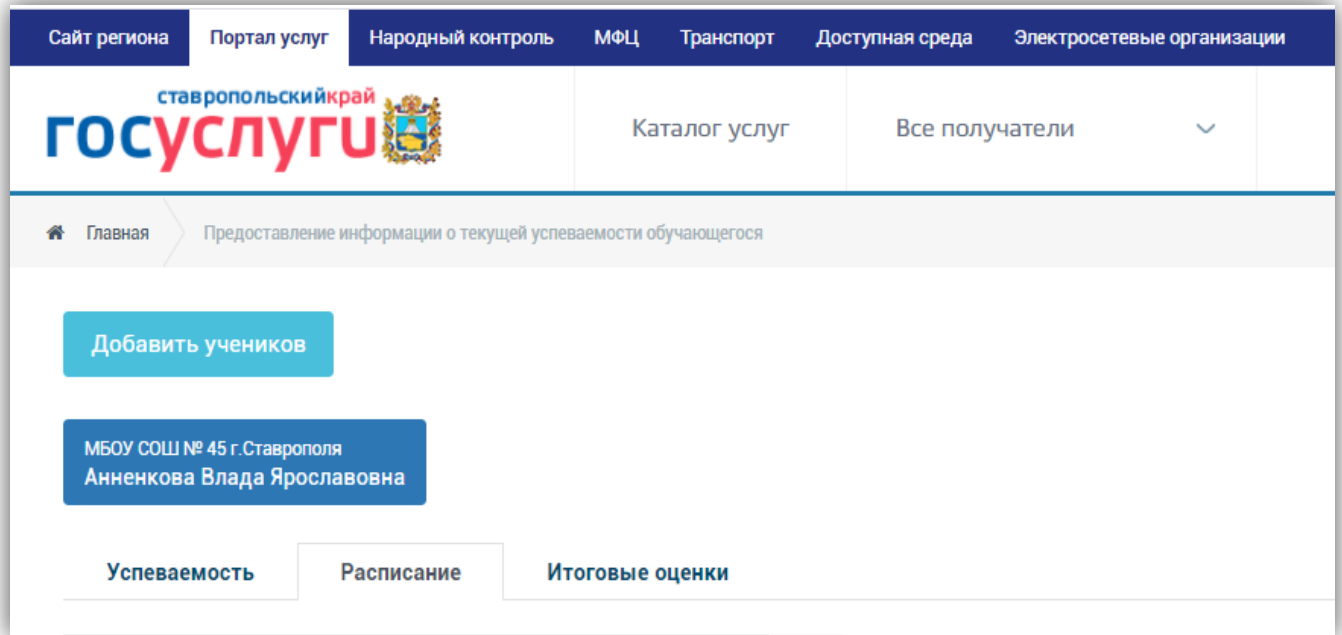 Сайт региона Портал услуг Народный контроль МФЦ Транспорт Доступная среда Электросетевые организации
ставропольскийкрай
госуслуги Каталог услуг Все получатели
Главная Предоставление информации о текущей успеваемости обучающегося
Добавить учеников
МБОУ СОШ № 45 г.Ставрополя
Анненкова Влада Ярославовна
Успеваемость Расписание Итоговые оценки